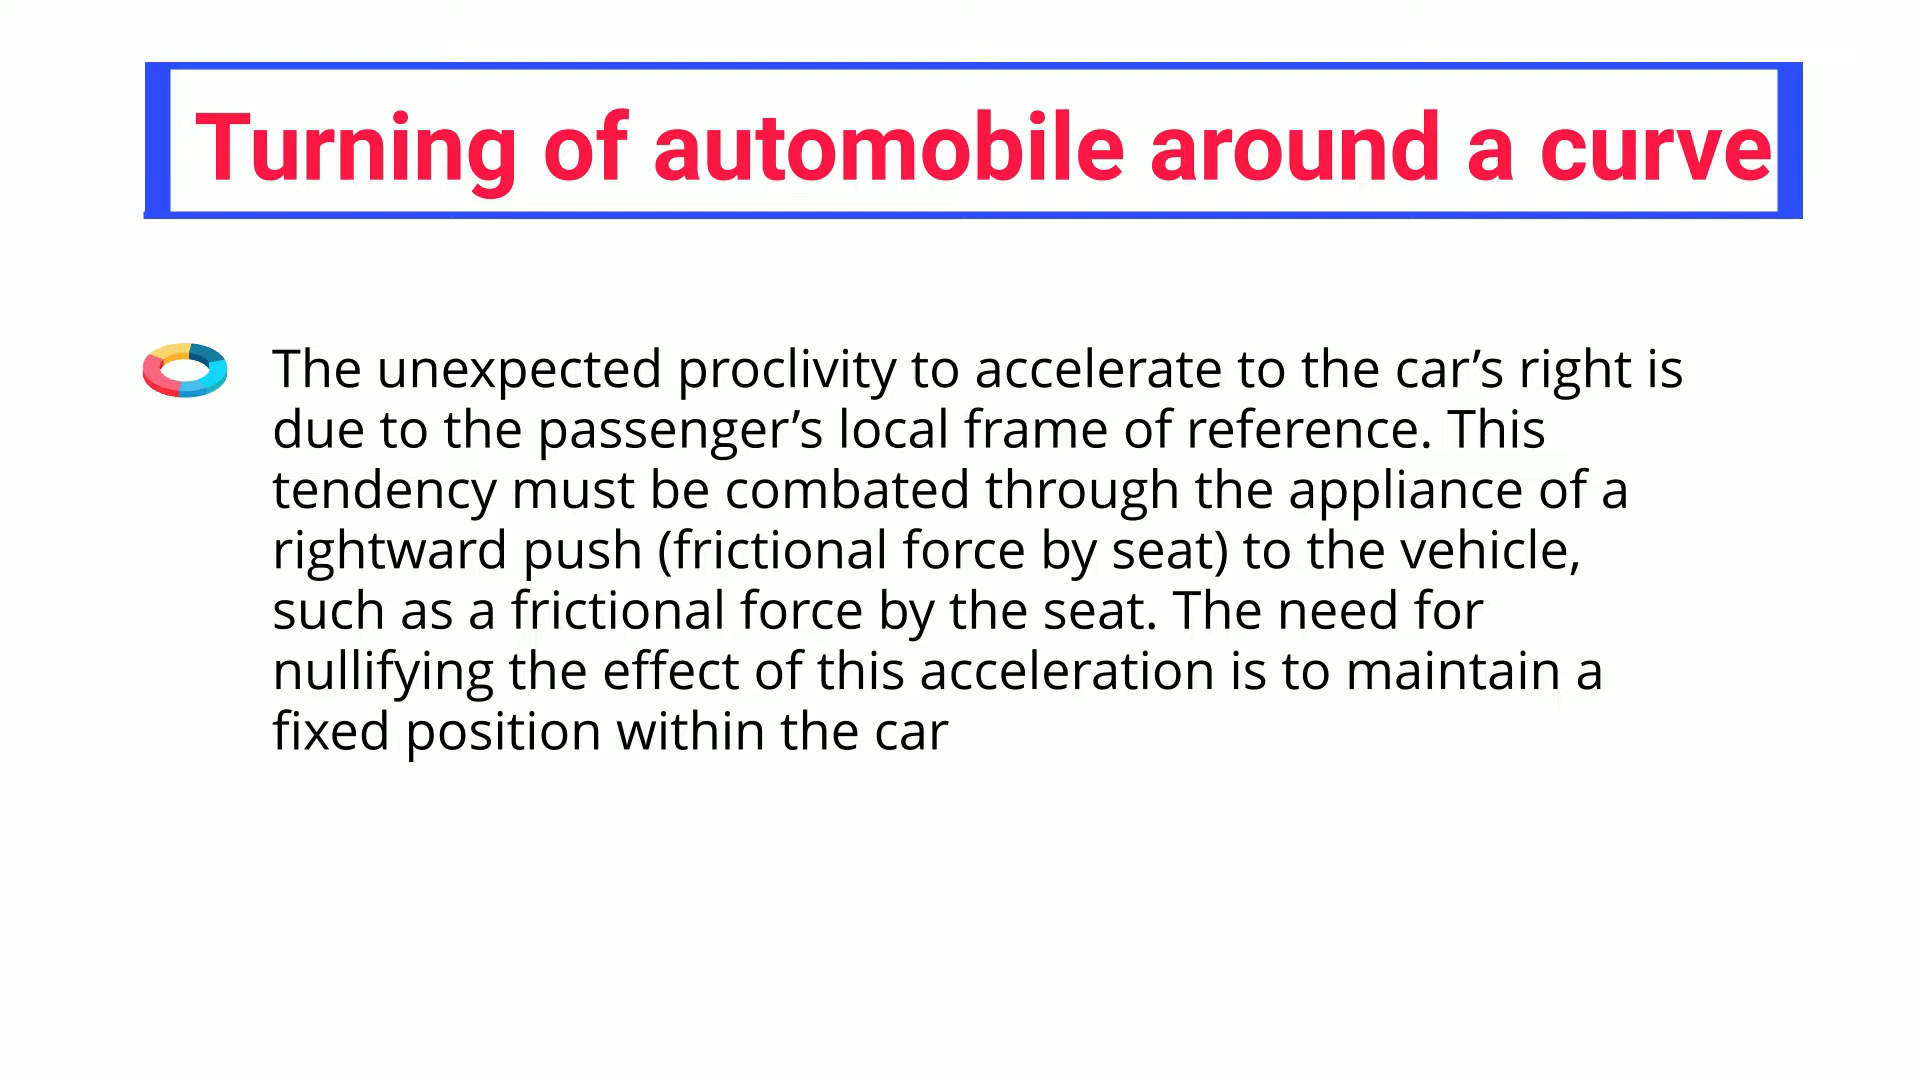 Turning of automobile around a curve
The unexpected proclivity to accelerate to the car’s right is
due to the passenger’s local frame of reference. This
tendency must be combated through the appliance of a
rightward push (frictional force by seat) to the vehicle,
such as a frictional force by the seat. The need for
nullifying the effect of this acceleration is to maintain a
fixed position within the car